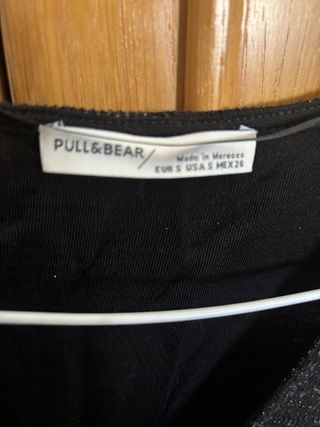 PULL&BEAR
Made in Morocco
EUR S USA S MEX 26